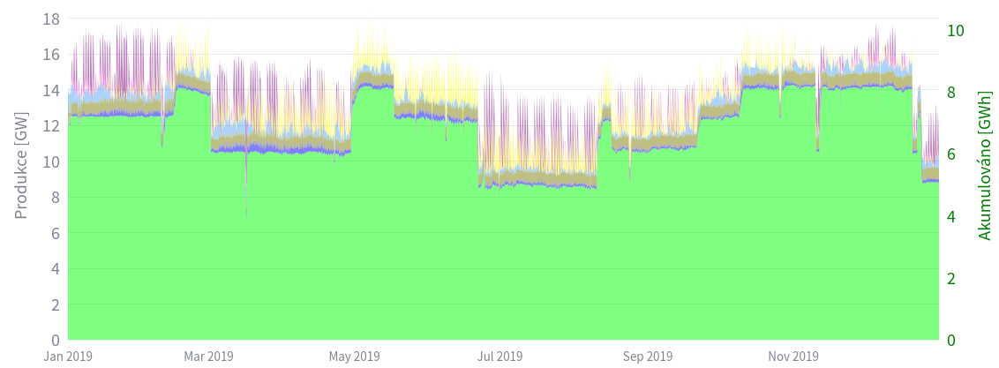 18
16
14
12
10
8
6
4
2
0
Produkce [GW]
10
8
6
4
2
0
Akumulováno [GWh]
Jan 2019
Mar 2019
May 2019
Jul 2019
Sep 2019
Nov 2019